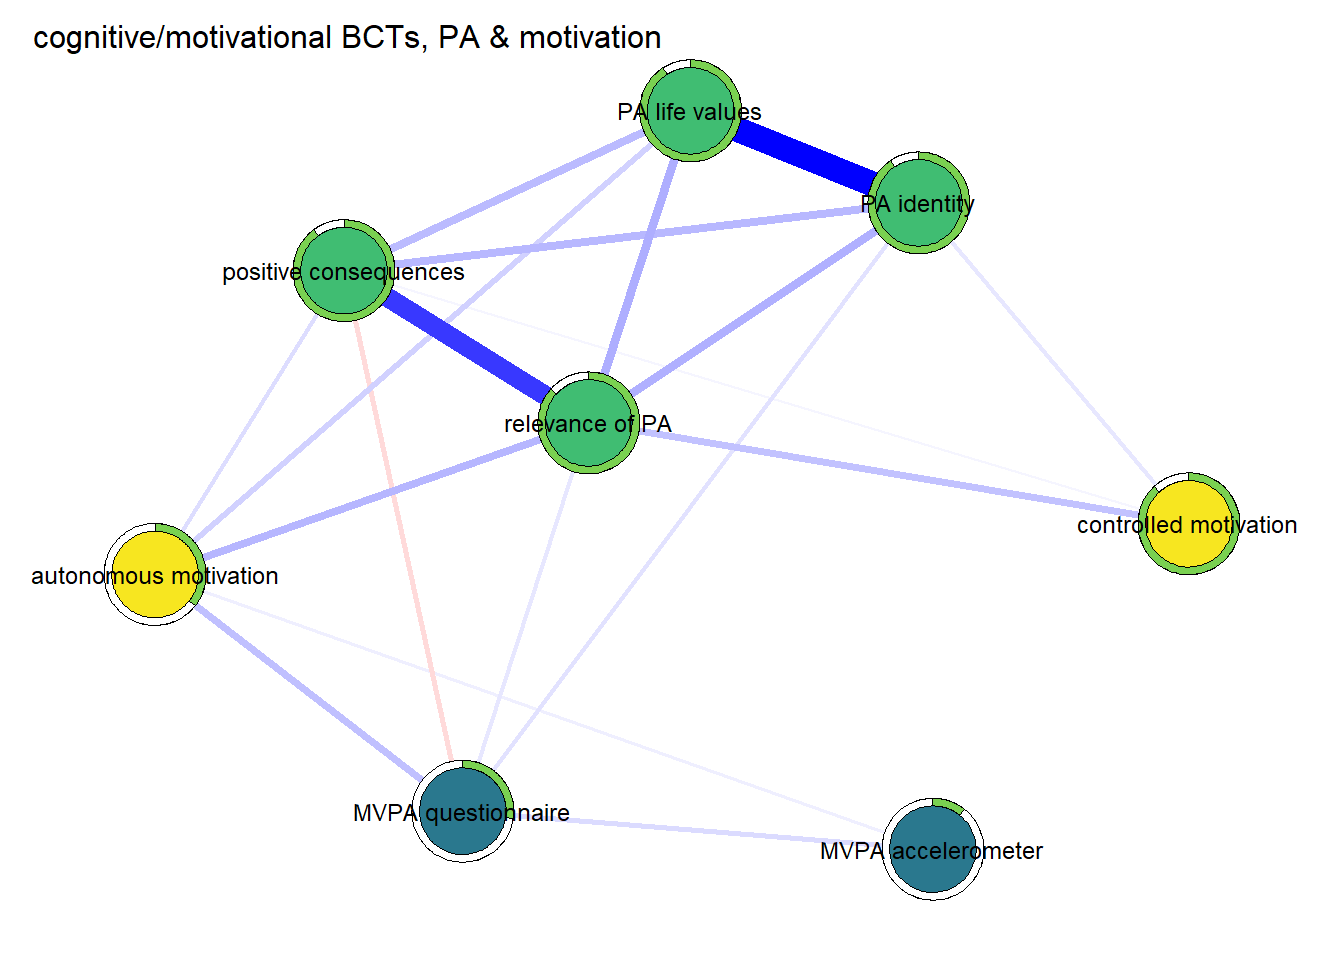 cognitive/motivational BCTs, PA & motivation
PA life values
PA identity
positive consequences
relevance of PA
controlled motivation
autonomous motivation
MVPA questionnaire
MVPA accelerometer